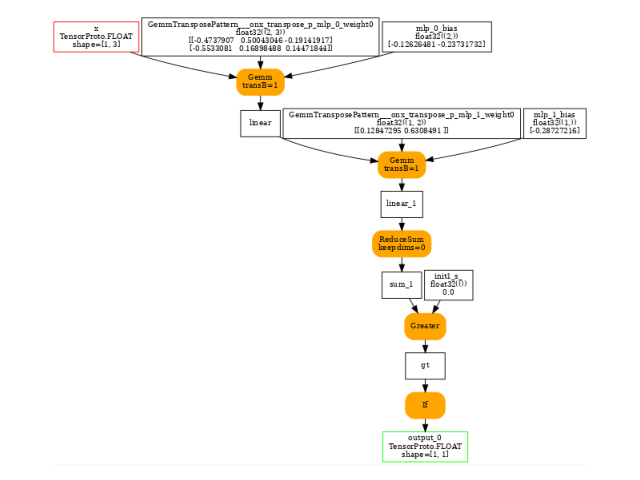 x
TensorProto.FLOAT
shape=[1, 3]
GemmTransposePattern___onx_transpose_p_mlp_0_weight0
float32((2, 3))
[[-0.4737907 0.50043046 -0.19141917]
[-0.5533081 0.16898488 0.14471844]]
mlp_0_bias
float32((2,))
[-0.12626481 -0.23731732]
Gemm
transB=1
linear
GemmTransposePattern___onx_transpose_p_mlp_1_weight0
float32((1, 2))
[[0.12847295 0.6308491 ]]
mlp_1_bias
float32((1,))
[-0.28727216]
Gemm
transB=1
linear_1
ReduceSum
keepdims=0
sum_1
init1_s_
float32(())
0.0
Greater
gt
If
output_0
TensorProto.FLOAT
shape=[1, 1]